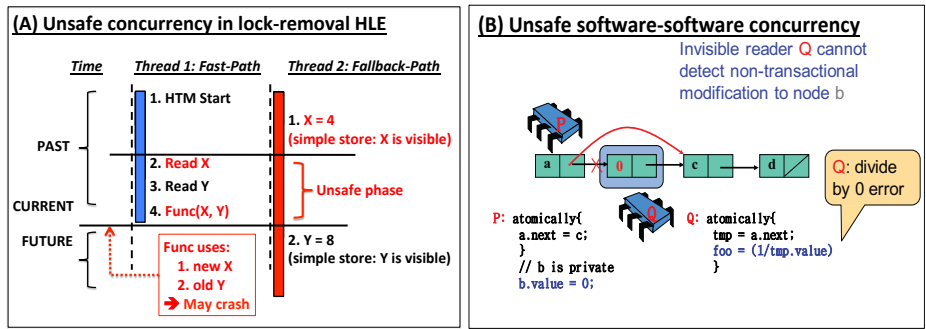 (A) Unsafe concurrency in lock-removal HLE
Time
Thread 1: Fast-Path
Thread 2: Fallback-Path
1. HTM Start
1. X = 4
(simple store: X is visible)
PAST
2. Read X
3. Read Y
Unsafe phase
CURRENT
4. Func(X, Y)
FUTURE
2. Y = 8
(simple store: Y is visible)
Func uses:
1. new X
2. old Y
➔ May crash
(B) Unsafe software-software concurrency
Invisible reader Q cannot
detect non-transactional
modification to node b
P
a
0
c
d
Q
Q: divide
by 0 error
P: atomically{
a.next = c;
}
// b is private
b.value = 0;
Q: atomically{
tmp = a.next;
foo = (1/tmp.value)
}